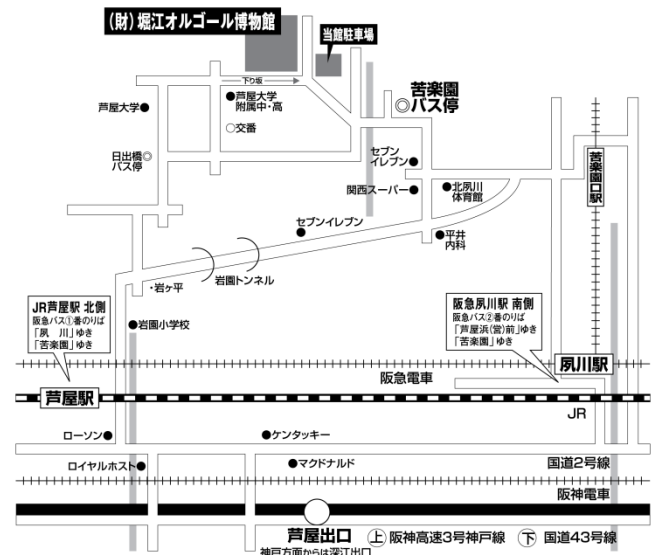 (財)堀江オルゴール博物館
当館駐車場
下り坂
芦屋大学
芦屋大学
附属中・高
交番
苦楽園
バス停
日出橋
バス停
セブン
イレブン
関西スーパー
北夙川
体育館
苦楽園口駅
セブンイレブン
平井
内科
岩園トンネル
・岩ヶ平
JR芦屋駅 北側
阪急バス①番のりば
「夙 川」ゆき
「苦楽園」ゆき
岩園小学校
阪急夙川駅 南側
阪急バス②番のりば
「芦屋浜(営)前」ゆき
「苦楽園」ゆき
夙川駅
阪急電車
芦屋駅
JR
ローソン
ケンタッキー
ロイヤルホスト
マクドナルド
国道2号線
阪神電車
芦屋出口
神戸方面からは深江出口
上 阪神高速3号神戸線 下 国道43号線